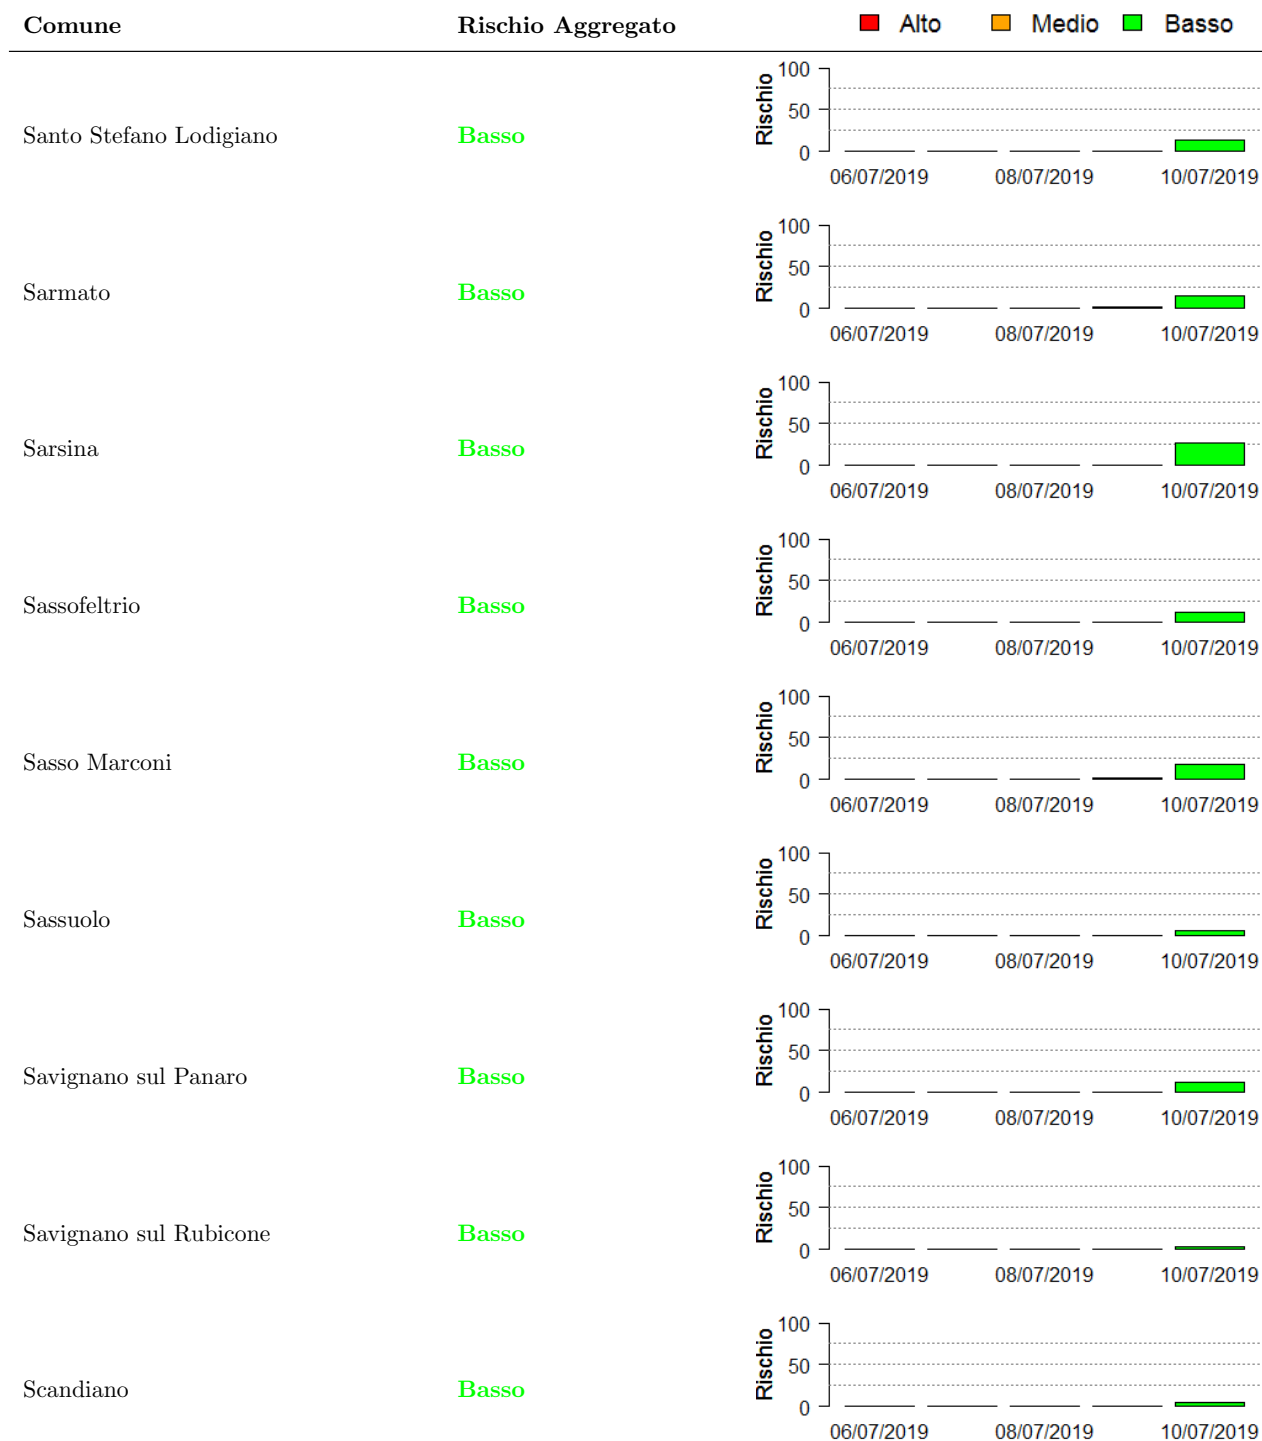 Comune Rischio Aggregato Alto Medio Basso
100
Rischio
50
Santo Stefano Lodigiano Basso
0
06/07/2019 08/07/2019 10/07/2019
100
Rischio
50
Sarmato Basso
0
06/07/2019 08/07/2019 10/07/2019
100
Rischio
50
Sarsina Basso
0
06/07/2019 08/07/2019 10/07/2019
100
Rischio
50
Sassofeltrio Basso
0
06/07/2019 08/07/2019 10/07/2019
100
Rischio
50
Sasso Marconi Basso
0
06/07/2019 08/07/2019 10/07/2019
100
Rischio
50
Sassuolo Basso
0
06/07/2019 08/07/2019 10/07/2019
100
Rischio
50
Savignano sul Panaro Basso
0
06/07/2019 08/07/2019 10/07/2019
100
Rischio
50
Savignano sul Rubicone Basso
0
06/07/2019 08/07/2019 10/07/2019
100
Rischio
50
Scandiano Basso
0
06/07/2019 08/07/2019 10/07/2019